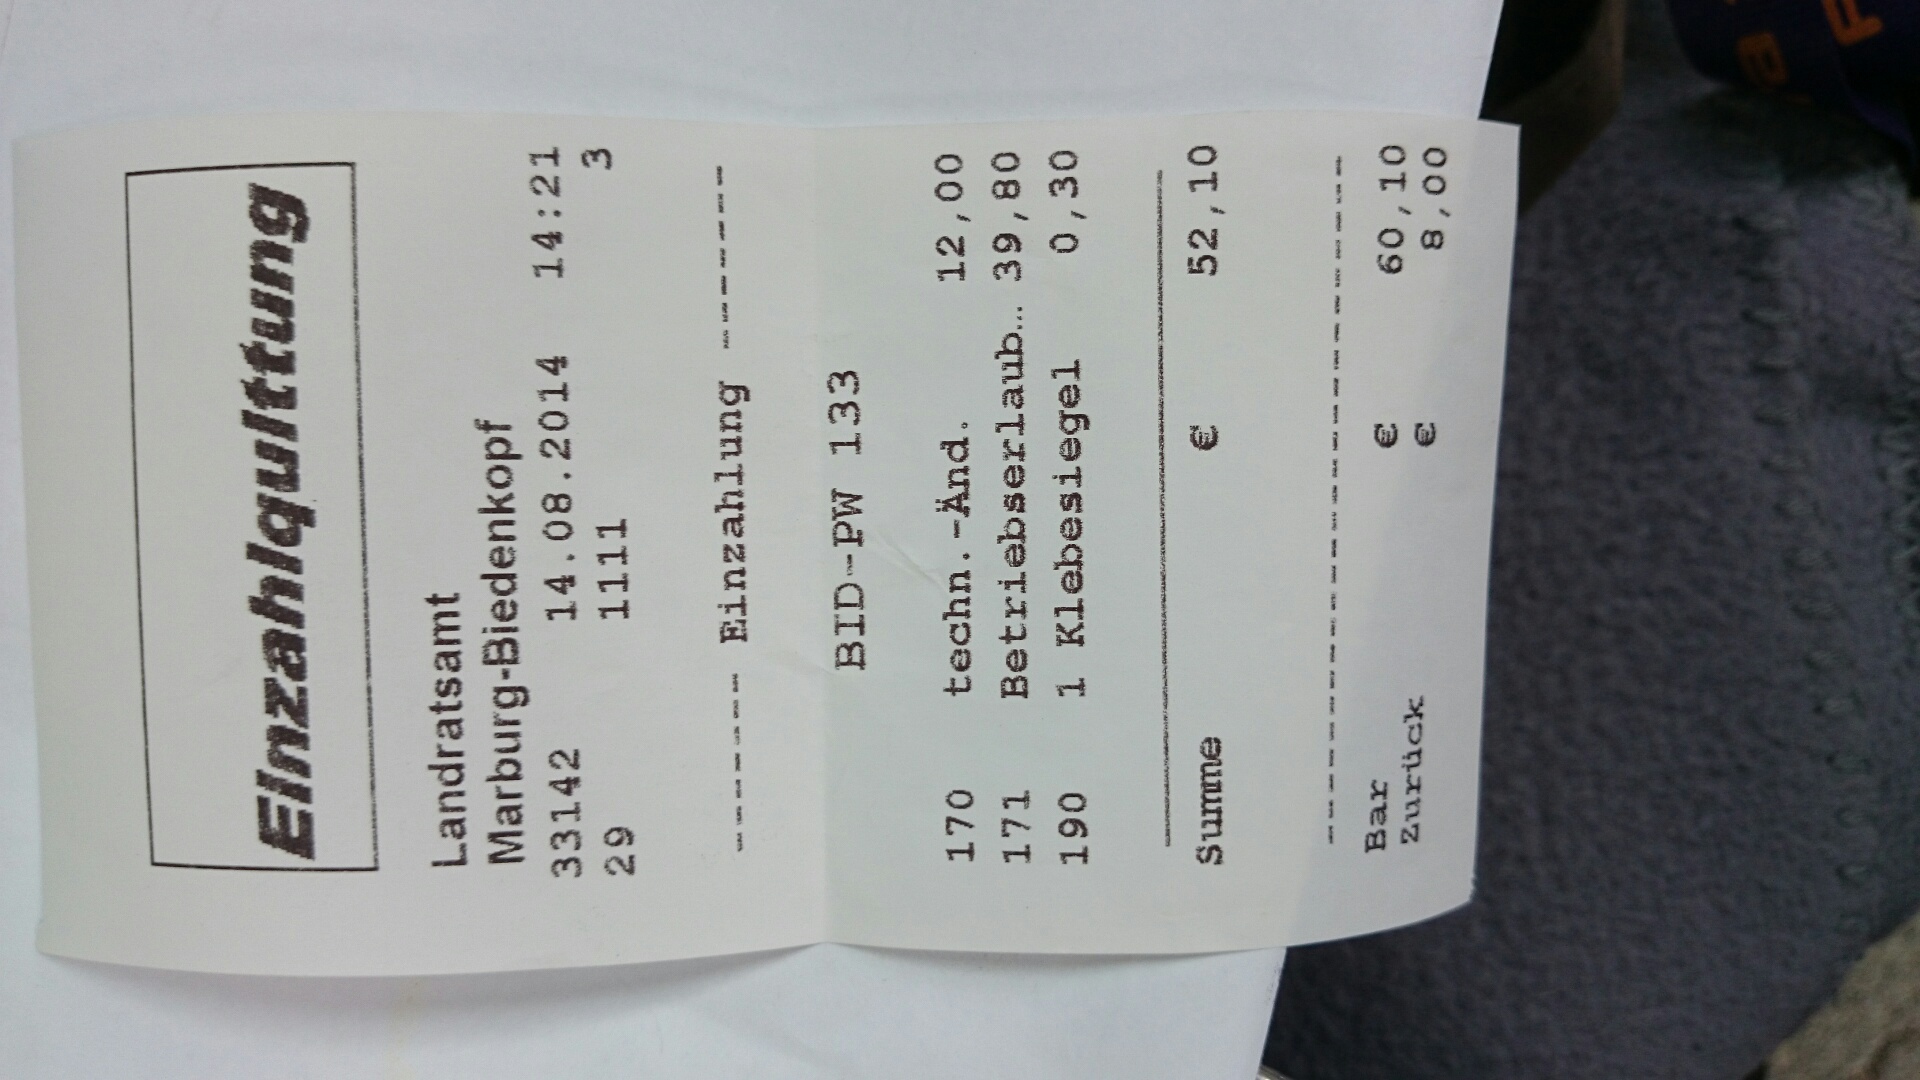 Einzahlquittung
Landratsamt
Marburg-Biedenkopf
33142 14.08.2014 14:21
29 1111 3
------ Einzahlung ------
BID-PW 133
170 techn.-Änd. 12,00
171 Betriebserlaub… 39,80
190 1 Klebesiegel 0,30
Summe € 52,10
Bar € 60,10
Zurück € 8,00